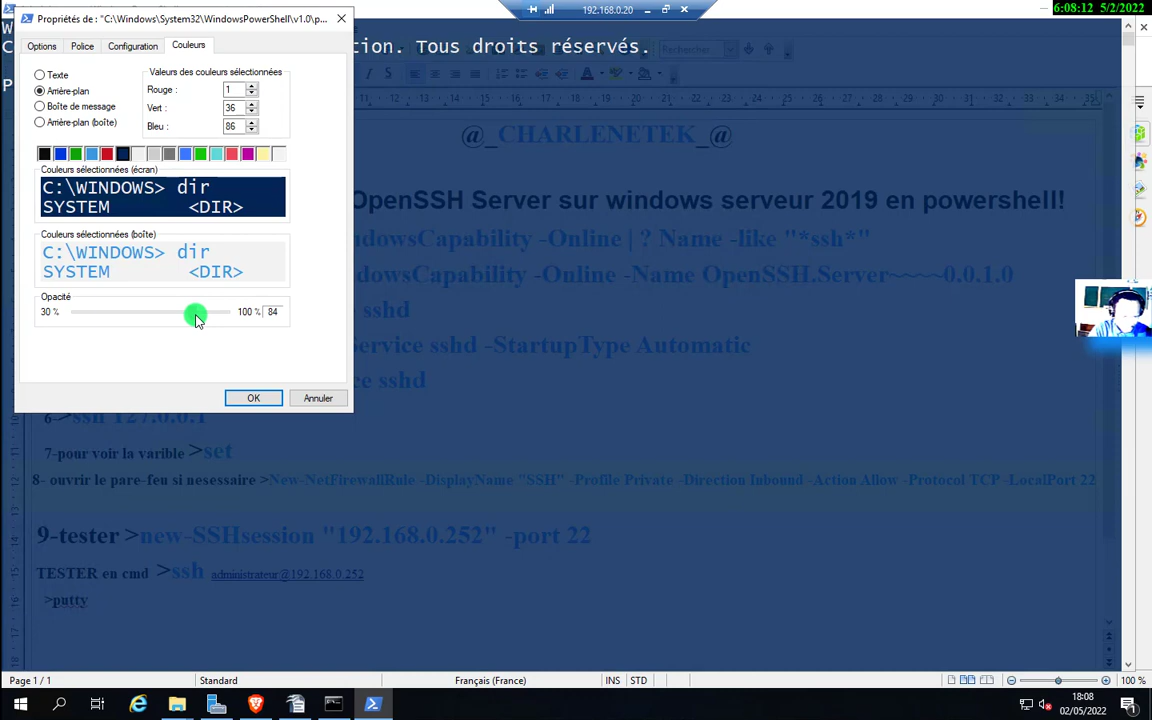 Propriétés de : "C:\Windows\System32\WindowsPowerShell\v1.0\p...
192.168.0.20
6:08:12 5/2/2022
Options Police Configuration Couleurs
tion. Tous droits réservés.
Rechercher
Texte
Arrière-plan
Boîte de message
Arrière-plan (boîte)
Valeurs des couleurs sélectionnées
Rouge : 1
Vert : 36
Bleu : 86
Couleurs sélectionnées (écran)
C:\WINDOWS> dir
SYSTEM <DIR>
Couleurs sélectionnées (boîte)
C:\WINDOWS> dir
SYSTEM <DIR>
Opacité
30 % 100 % 84
OK Annuler
@_CHARLENETEK_@
OpenSSH Server sur windows serveur 2019 en powershell!
ndowsCapability -Online | ? Name -like "*ssh*"
ndowsCapability -Online -Name OpenSSH.Server~~~~0.0.1.0
sshd
Service sshd -StartupType Automatic
ce sshd
6->ssh 127.0.0.1
7-pour voir la varible >set
8- ouvrir le pare-feu si nesessaire >New-NetFirewallRule -DisplayName "SSH" -Profile Private -Direction Inbound -Action Allow -Protocol TCP -LocalPort 22
9-tester >new-SSHsession "192.168.0.252" -port 22
TESTER en cmd >ssh administrateur@192.168.0.252
>putty
Page 1 / 1 Standard Français (France) INS STD 100 %
18:08
02/05/2022